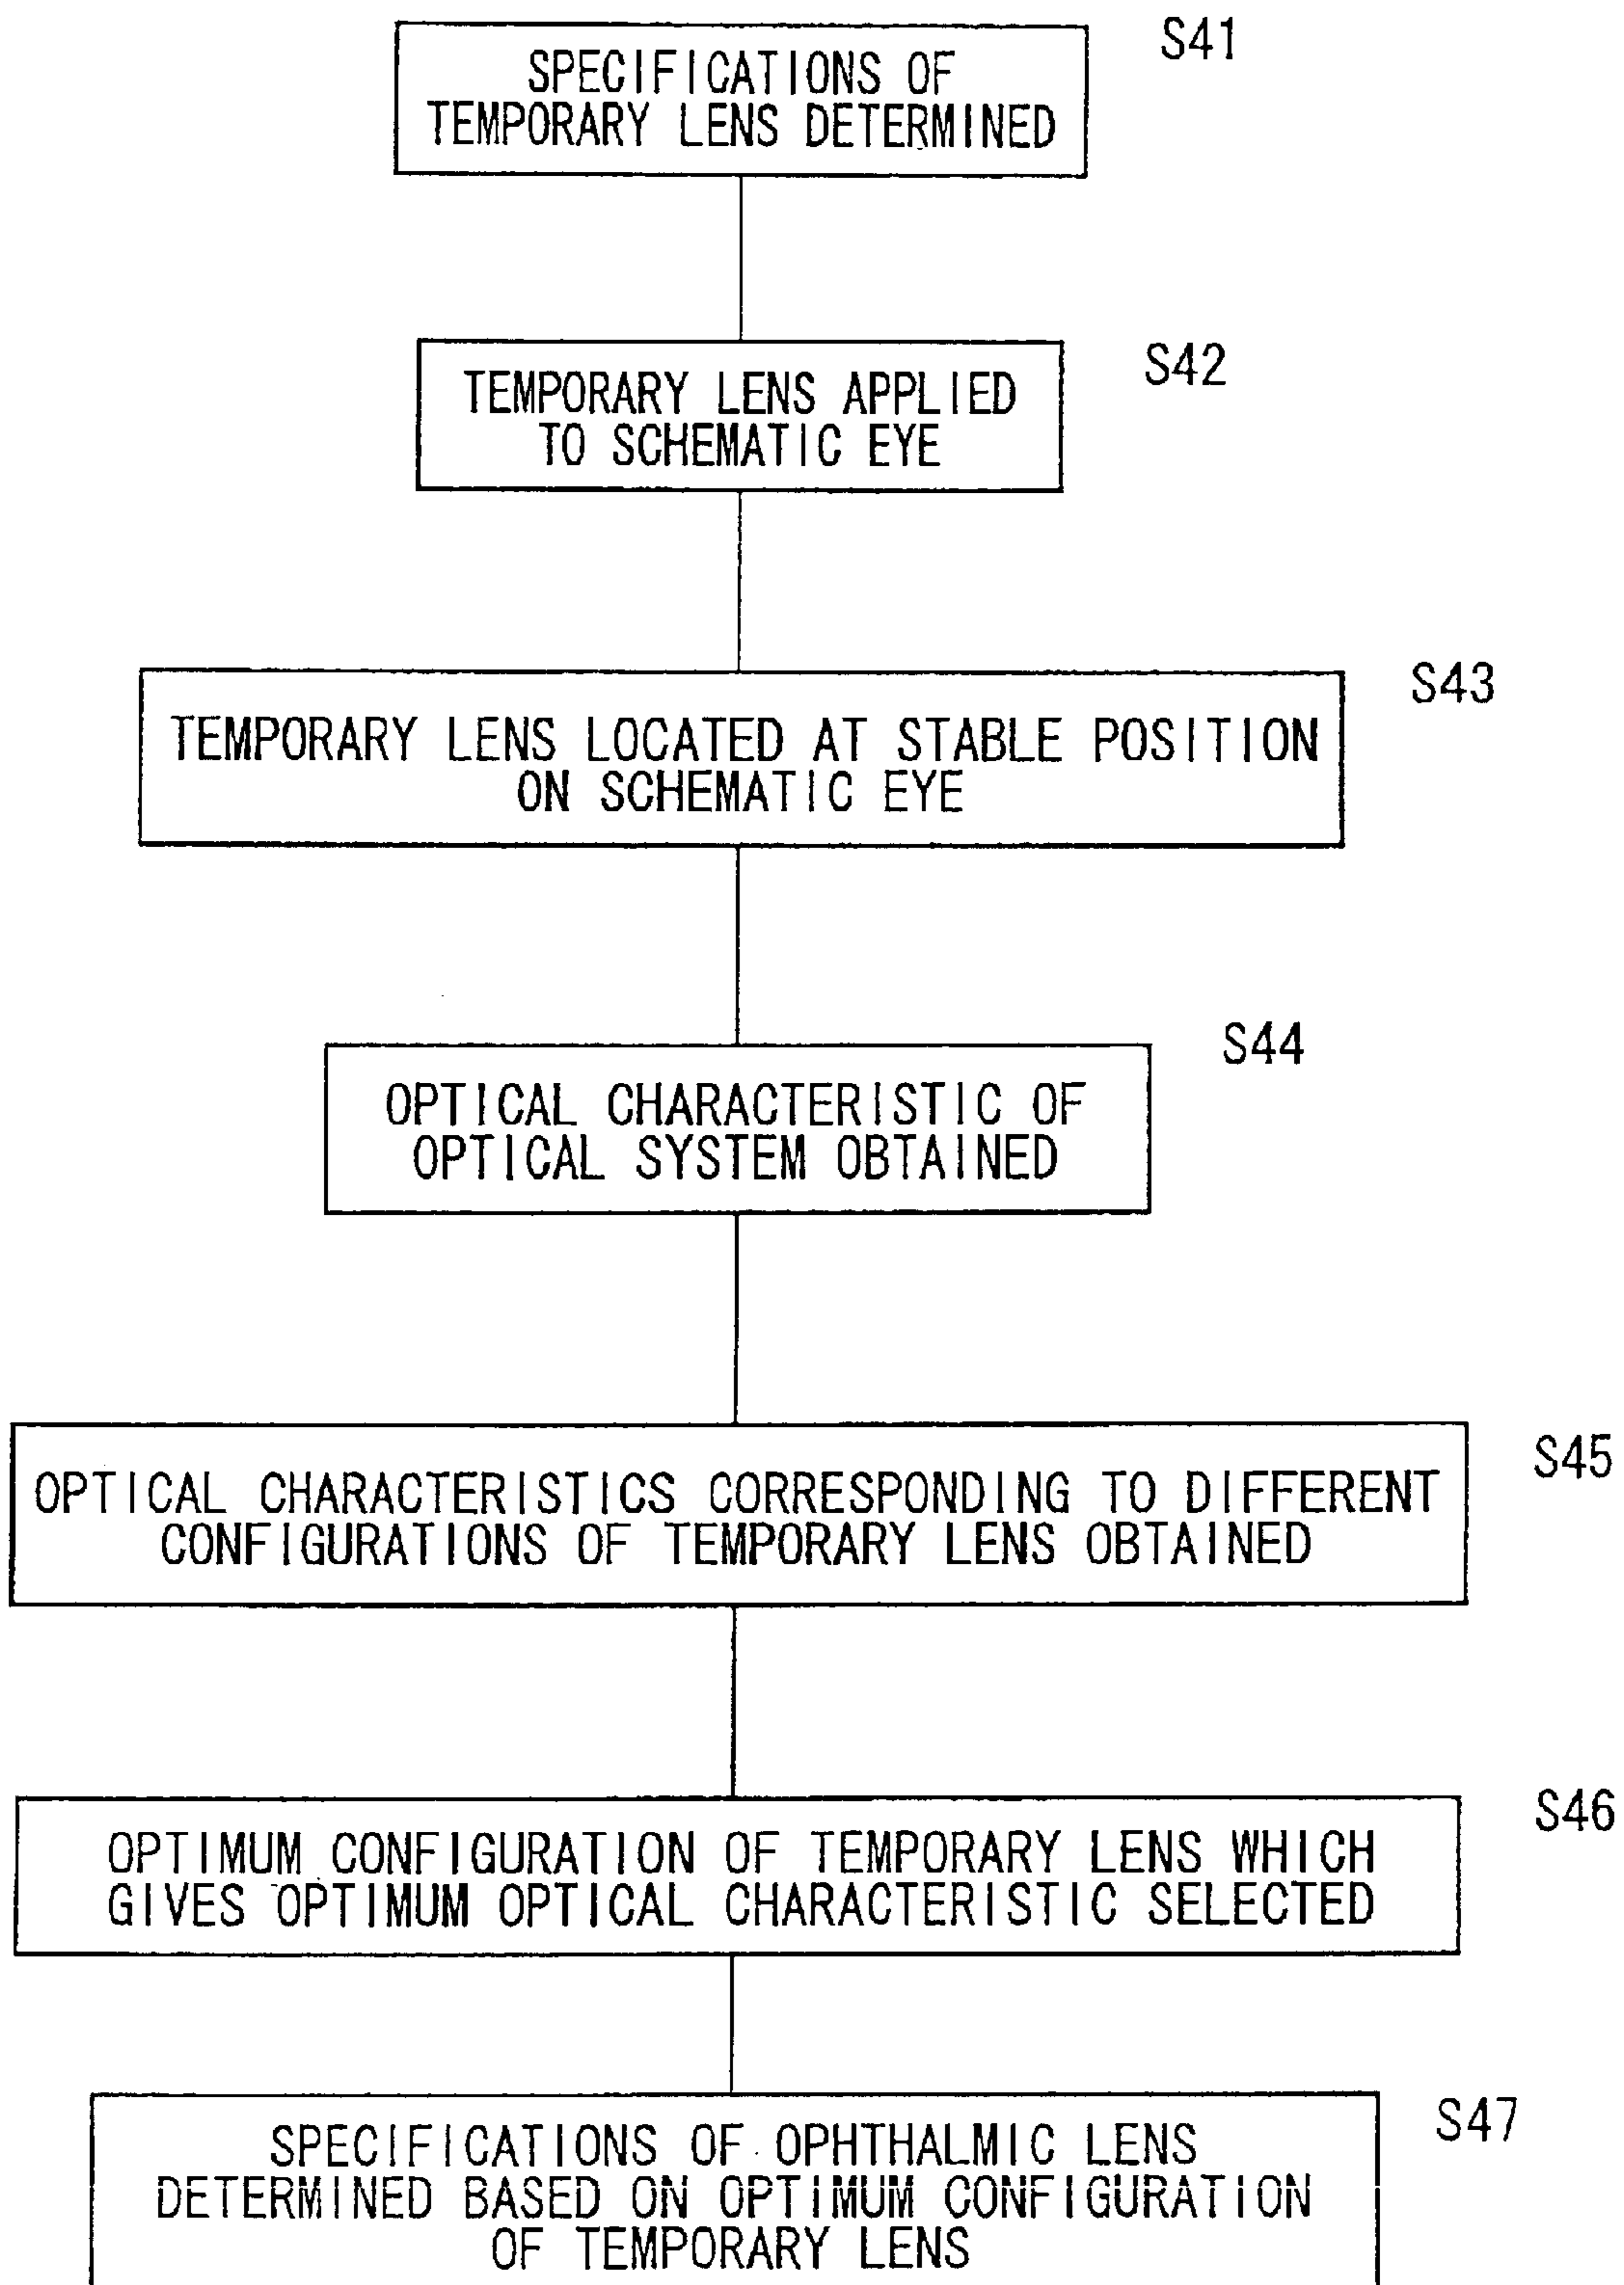 S41
SPECIFICATIONS OF
TEMPORARY LENS DETERMINED
S42
TEMPORARY LENS APPLIED
TO SCHEMATIC EYE
S43
TEMPORARY LENS LOCATED AT STABLE POSITION
ON SCHEMATIC EYE
S44
OPTICAL CHARACTERISTIC OF
OPTICAL SYSTEM OBTAINED
S45
OPTICAL CHARACTERISTICS CORRESPONDING TO DIFFERENT
CONFIGURATIONS OF TEMPORARY LENS OBTAINED
S46
OPTIMUM CONFIGURATION OF TEMPORARY LENS WHICH
GIVES OPTIMUM OPTICAL CHARACTERISTIC SELECTED
S47
SPECIFICATIONS OF OPHTHALMIC LENS
DETERMINED BASED ON OPTIMUM CONFIGURATION
OF TEMPORARY LENS